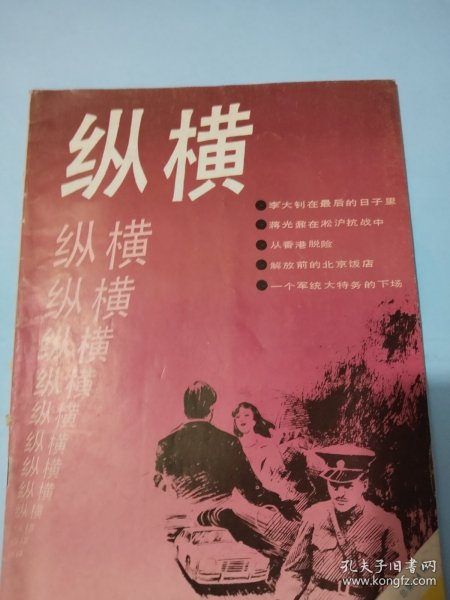 纵横
李大钊在最后的日子里
蒋光鼐在淞沪抗战中
从香港脱险
解放前的北京饭店
一个军统大特务的下场
纵横
纵横
纵横
纵横
纵横
纵横
纵横
纵横
纵横
孔夫子旧书网
www.kongfz.com